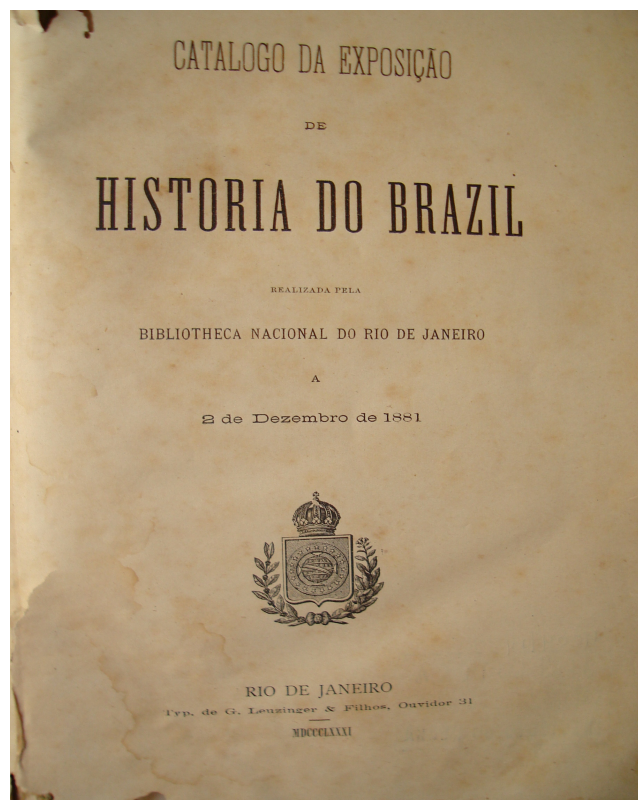 CATALOGO DA EXPOSIÇÃO
DE
HISTORIA DO BRAZIL
REALIZADA PELA
BIBLIOTHECA NACIONAL DO RIO DE JANEIRO
A
2 de Dezembro de 1881
RIO DE JANEIRO
Typ. de G. Leuzinger & Filhos, Ouvidor 31
MDCCCLXXXI